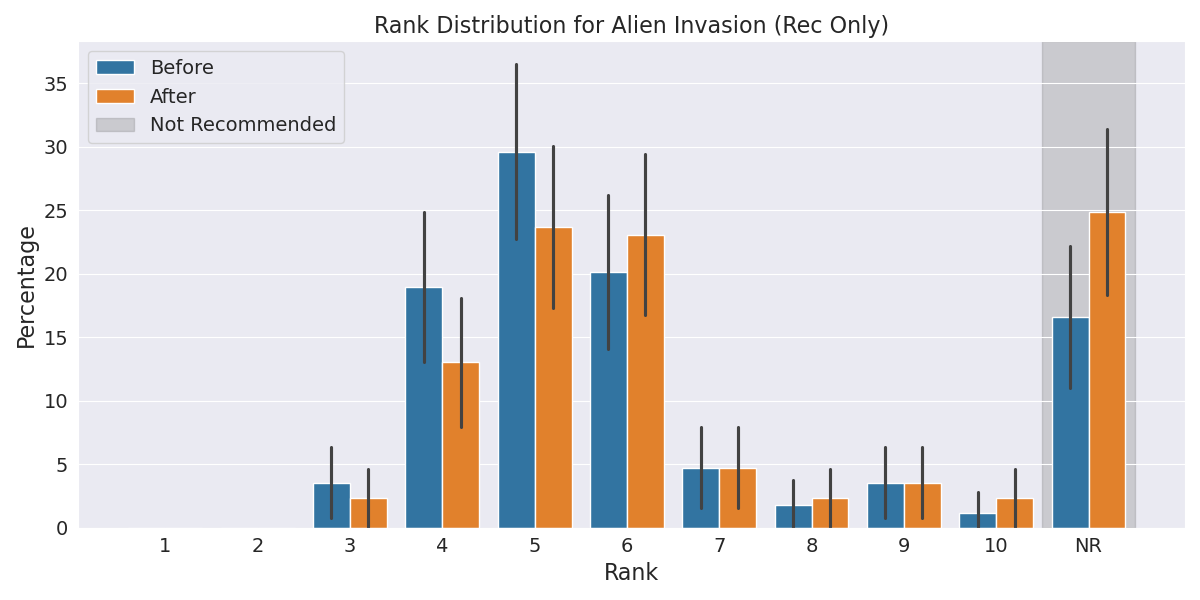 Rank Distribution for Alien Invasion (Rec Only)
Before
After
Not Recommended
Percentage
35
30
25
20
15
10
5
0
1 2 3 4 5 6 7 8 9 10 NR
Rank